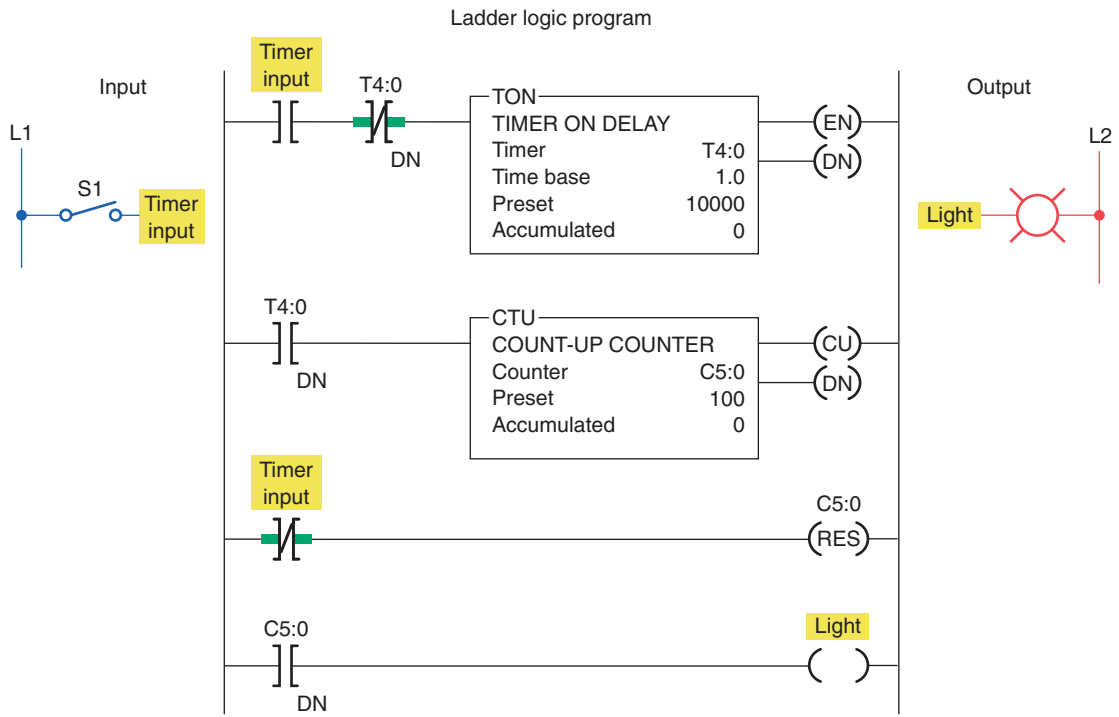 Ladder logic program
Input
Output
L1
S1
Timer
input
L2
Light
Timer
input
T4:0
DN
TON
TIMER ON DELAY
Timer T4:0
Time base 1.0
Preset 10000
Accumulated 0
EN
DN
T4:0
DN
CTU
COUNT-UP COUNTER
Counter C5:0
Preset 100
Accumulated 0
CU
DN
Timer
input
C5:0
RES
C5:0
DN
Light